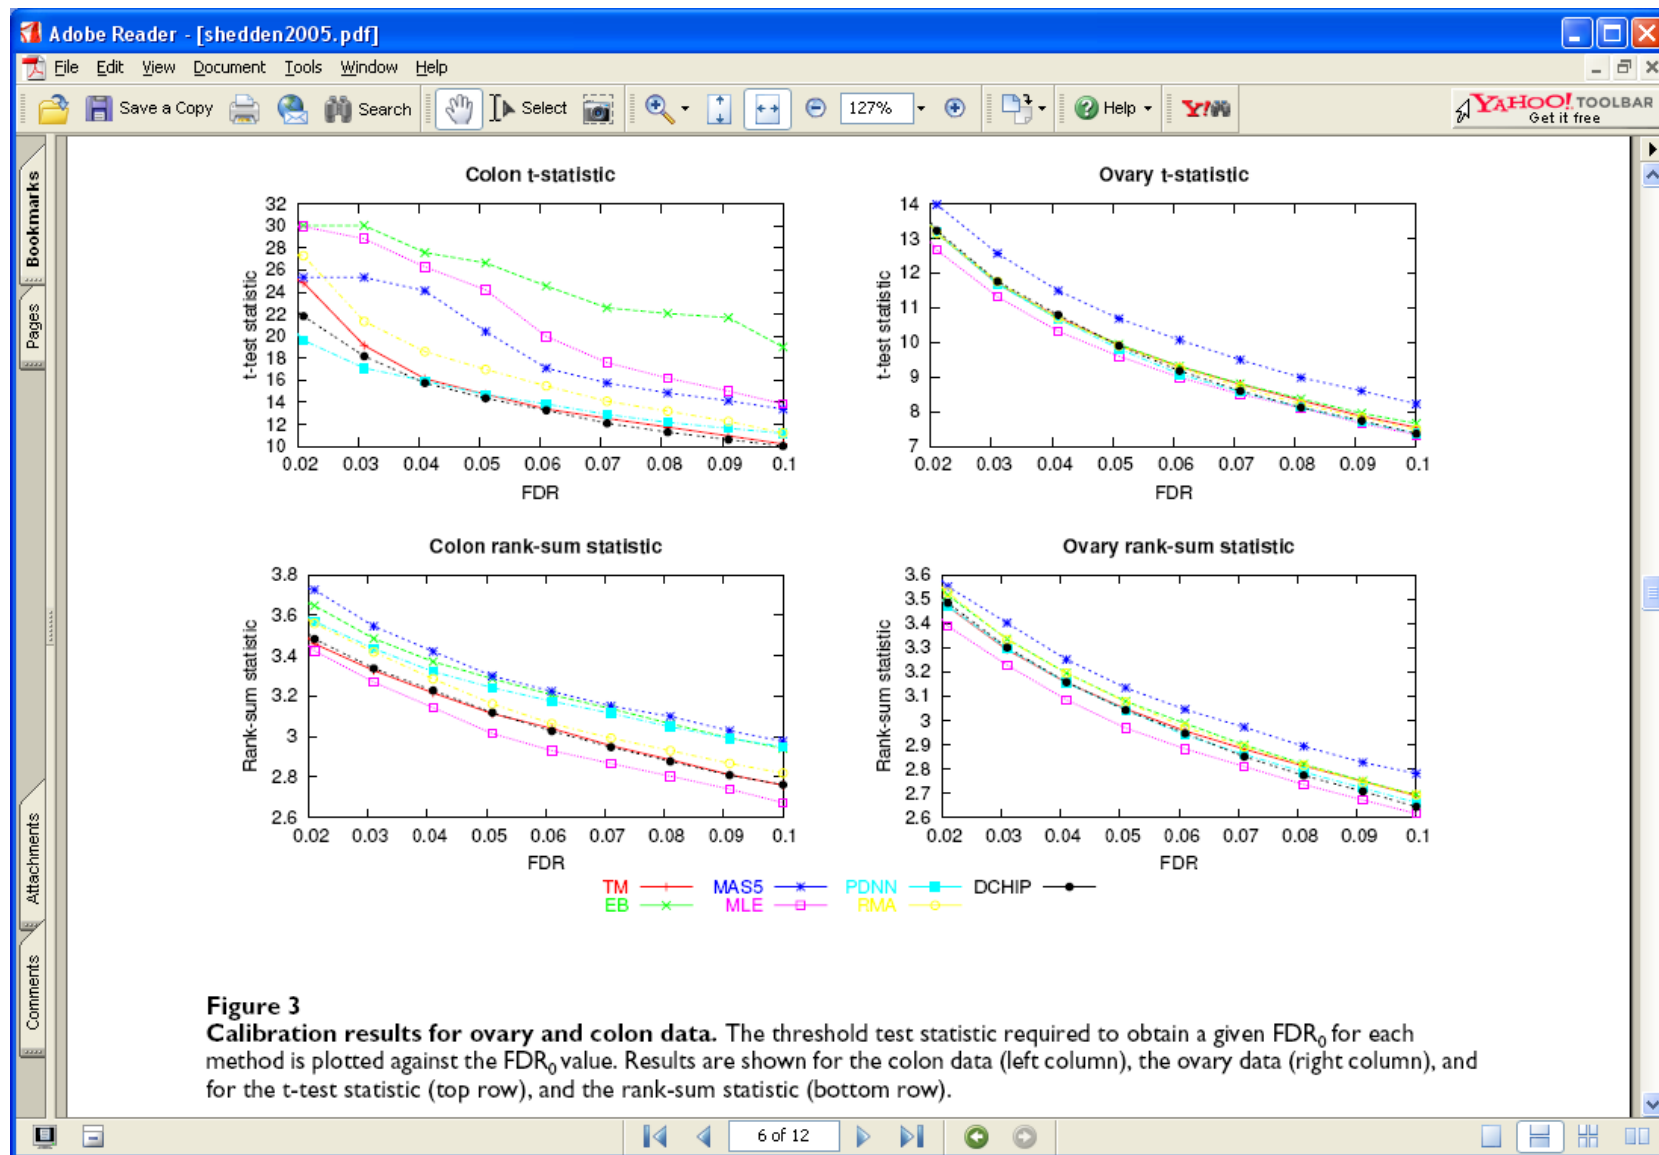 Adobe Reader - [shedden2005.pdf]
File Edit View Document Tools Window Help
Save a Copy Search Select 127% Help Y! YAHOO! TOOLBAR
Get it free
Bookmarks
Pages
Attachments
Comments
Colon t-statistic
t-test statistic
32
30
28
26
24
22
20
18
16
14
12
10
0.02 0.03 0.04 0.05 0.06 0.07 0.08 0.09 0.1
FDR
Ovary t-statistic
t-test statistic
14
13
12
11
10
9
8
7
0.02 0.03 0.04 0.05 0.06 0.07 0.08 0.09 0.1
FDR
Colon rank-sum statistic
Rank-sum statistic
3.8
3.6
3.4
3.2
3
2.8
2.6
0.02 0.03 0.04 0.05 0.06 0.07 0.08 0.09 0.1
FDR
Ovary rank-sum statistic
Rank-sum statistic
3.6
3.5
3.4
3.3
3.2
3.1
3
2.9
2.8
2.7
2.6
0.02 0.03 0.04 0.05 0.06 0.07 0.08 0.09 0.1
FDR
TM MAS5 PDNN DCHIP
EB MLE RMA
Figure 3
Calibration results for ovary and colon data. The threshold test statistic required to obtain a given FDR₀ for each
method is plotted against the FDR₀ value. Results are shown for the colon data (left column), the ovary data (right column), and
for the t-test statistic (top row), and the rank-sum statistic (bottom row).
6 of 12